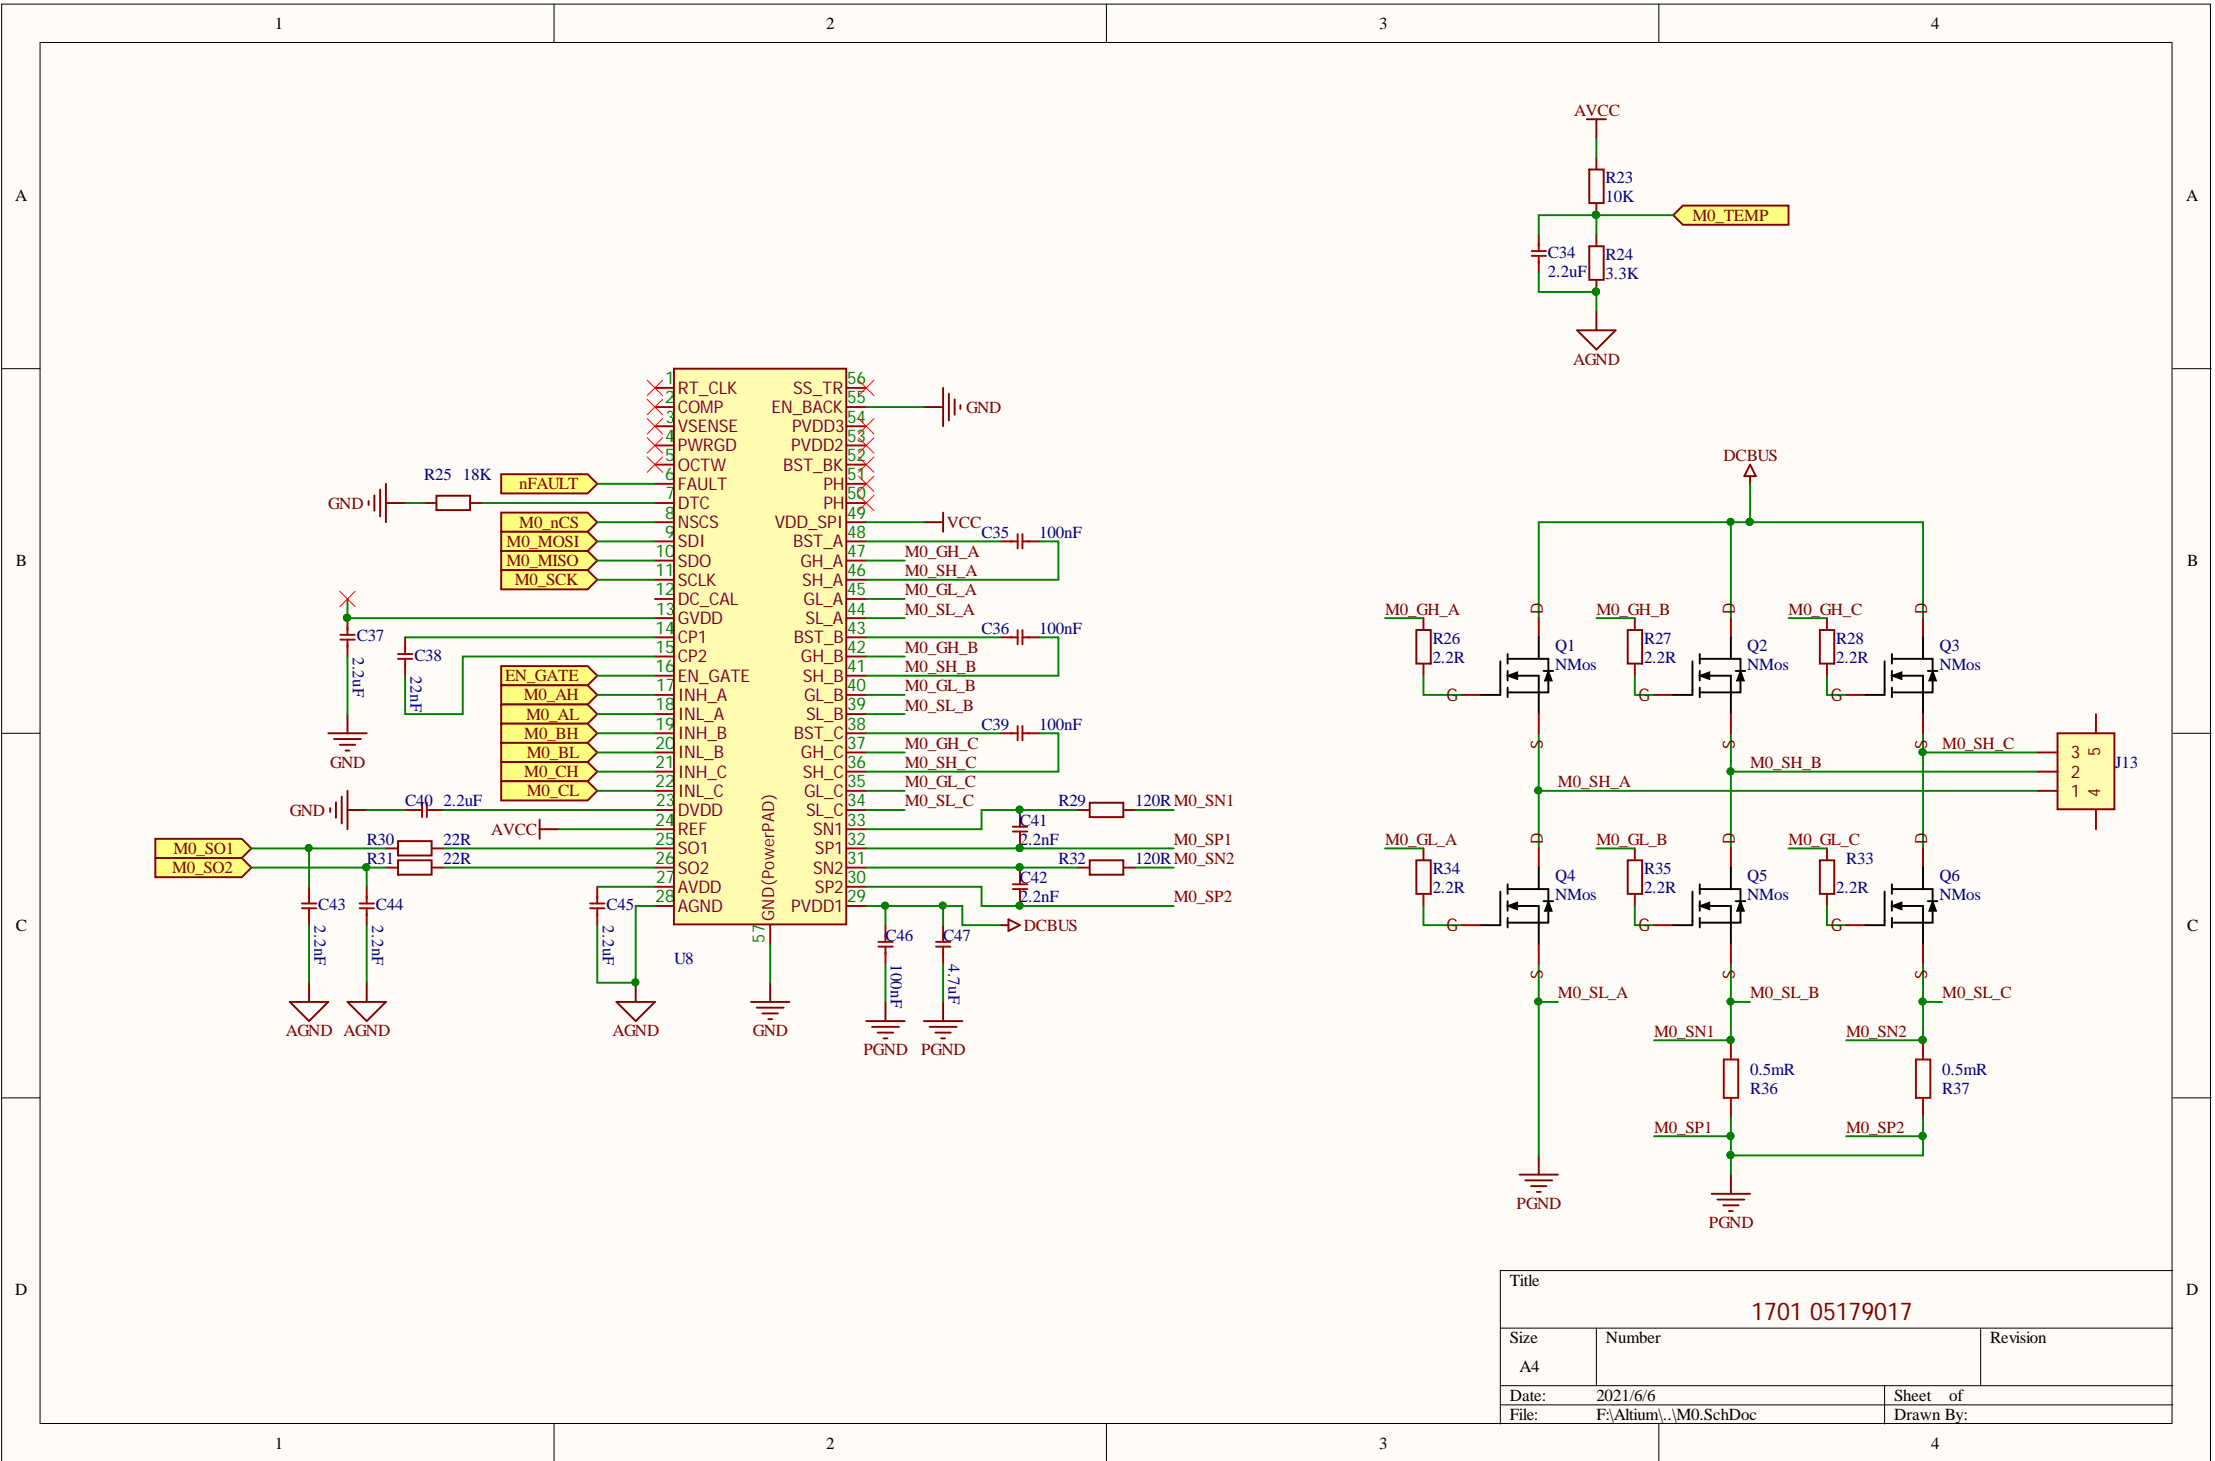 1 2 3 4
A A
B B
C C
D D
1 2 3 4
AVCC
R23
10K
M0_TEMP
C34
2.2uF
R24
3.3K
AGND
1 RT_CLK
2 COMP
3 VSENSE
4 PWRGD
5 OCTW
6 FAULT
7 DTC
8 NSCS
9 SDI
10 SDO
11 SCLK
12 DC_CAL
13 GVDD
14 CP1
15 CP2
16 EN_GATE
17 INH_A
18 INL_A
19 INH_B
20 INL_B
21 INH_C
22 INL_C
23 DVDD
24 REF
25 SO1
26 SO2
27 AVDD
28 AGND
SS_TR 56
EN_BACK 55
PVDD3 54
PVDD2 53
BST_BK 52
PH 51
PH 50
VDD_SPI 49
BST_A 48
GH_A 47
SH_A 46
GL_A 45
SL_A 44
BST_B 43
GH_B 42
SH_B 41
GL_B 40
SL_B 39
BST_C 38
GH_C 37
SH_C 36
GL_C 35
SL_C 34
SN1 33
SP1 32
SN2 31
SP2 30
PVDD1 29
GND(PowerPAD)
57
U8
R25 18K
GND
nFAULT
M0_nCS
M0_MOSI
M0_MISO
M0_SCK
C37
2.2uF
GND
C38
22nF
EN_GATE
M0_AH
M0_AL
M0_BH
M0_BL
M0_CH
M0_CL
GND
C40 2.2uF
AVCC
M0_SO1
M0_SO2
R30 22R
R31 22R
C43
2.2nF
AGND
C44
2.2nF
AGND
C45
2.2uF
AGND
GND
GND
VCC
C35 100nF
M0_GH_A
M0_SH_A
M0_GL_A
M0_SL_A
C36 100nF
M0_GH_B
M0_SH_B
M0_GL_B
M0_SL_B
C39 100nF
M0_GH_C
M0_SH_C
M0_GL_C
M0_SL_C
R29 120R M0_SN1
C41
2.2nF
M0_SP1
R32 120R M0_SN2
C42
2.2nF
M0_SP2
DCBUS
C46
100nF
PGND
C47
4.7uF
PGND
DCBUS
M0_GH_A
R26
2.2R
G
D
S
Q1
NMos
M0_GH_B
R27
2.2R
G
D
S
Q2
NMos
M0_GH_C
R28
2.2R
G
D
S
Q3
NMos
M0_SH_C
M0_SH_B
M0_SH_A
3
2
1
5
4
J13
M0_GL_A
R34
2.2R
G
D
S
Q4
NMos
M0_GL_B
R35
2.2R
G
D
S
Q5
NMos
M0_GL_C
R33
2.2R
G
D
S
Q6
NMos
M0_SL_A
M0_SL_B
M0_SL_C
M0_SN1
M0_SN2
0.5mR
R36
0.5mR
R37
M0_SP1
M0_SP2
PGND
PGND
Title
1701 05179017
Size
A4
Number
Revision
Date: 2021/6/6
Sheet of
File: F:\Altium\..\M0.SchDoc
Drawn By: